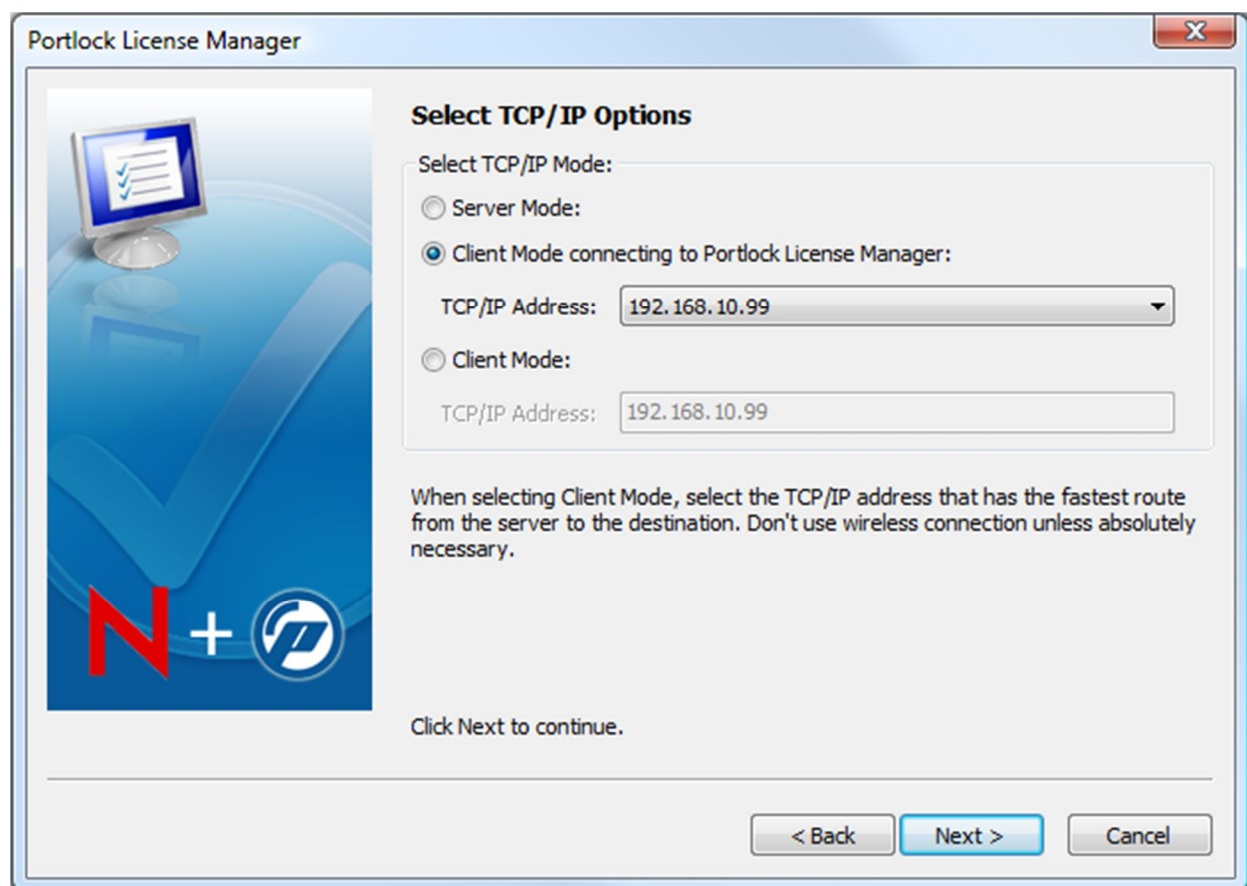 Portlock License Manager
Select TCP/IP Options
Select TCP/IP Mode:
Server Mode:
Client Mode connecting to Portlock License Manager:
TCP/IP Address: 192.168.10.99
Client Mode:
TCP/IP Address: 192.168.10.99
When selecting Client Mode, select the TCP/IP address that has the fastest route
from the server to the destination. Don't use wireless connection unless absolutely
necessary.
N +
Click Next to continue.
< Back Next > Cancel